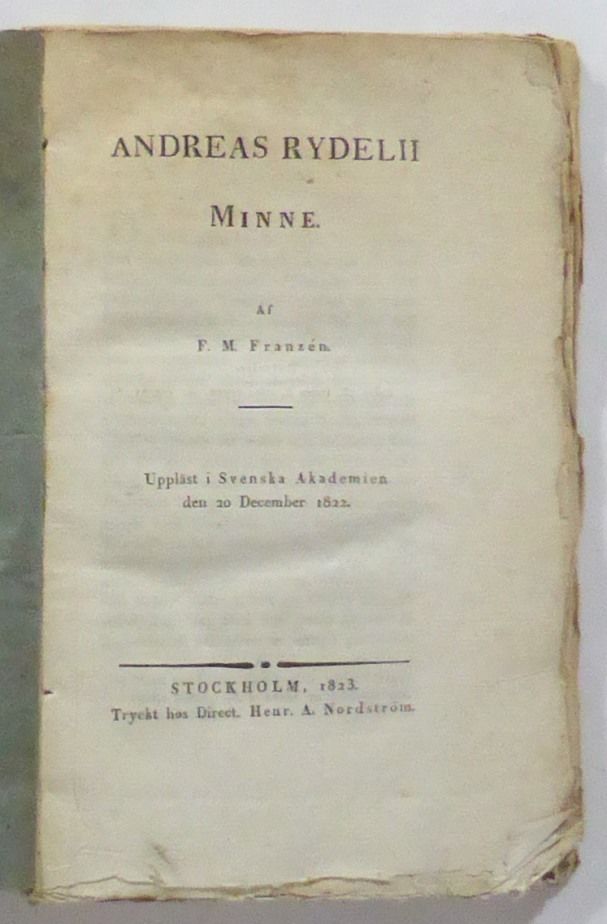 ANDREAS RYDELII
MINNE.
Af
F. M. Franzén.
Uppläst i Svenska Akademien
den 20 December 1822.
STOCKHOLM, 1823.
Tryckt hos Direct. Henr. A. Nordström.